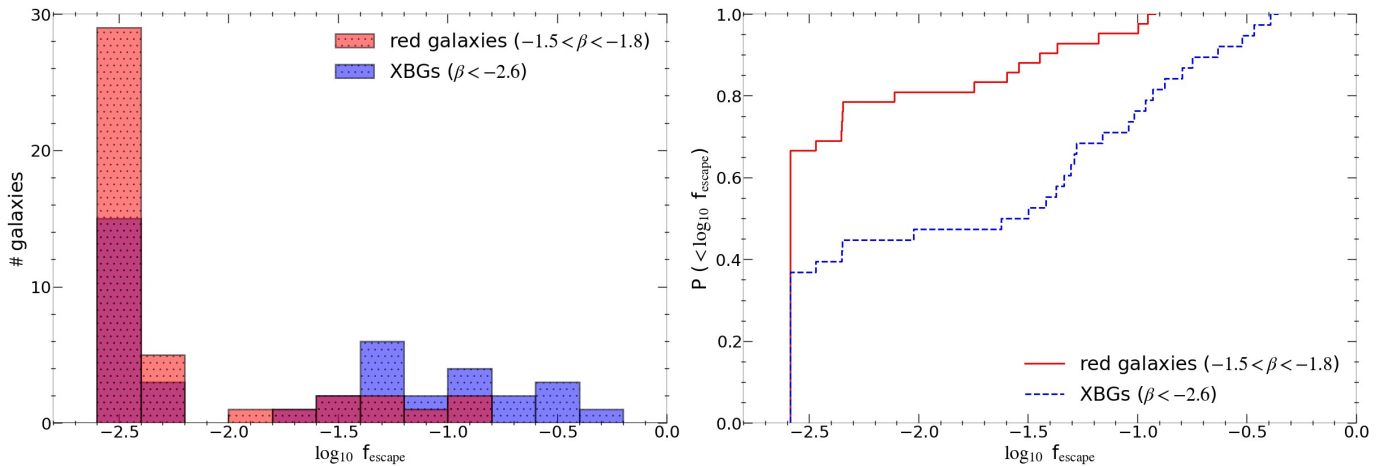 30
20
10
0
# galaxies
red galaxies (−1.5<β<−1.8)
XBGs (β<−2.6)
−2.5 −2.0 −1.5 −1.0 −0.5 0.0
log₁₀ f_escape
1.0
0.8
0.6
0.4
0.2
0.0
P (<log₁₀ f_escape)
red galaxies (−1.5<β<−1.8)
XBGs (β<−2.6)
−2.5 −2.0 −1.5 −1.0 −0.5 0.0
log₁₀ f_escape